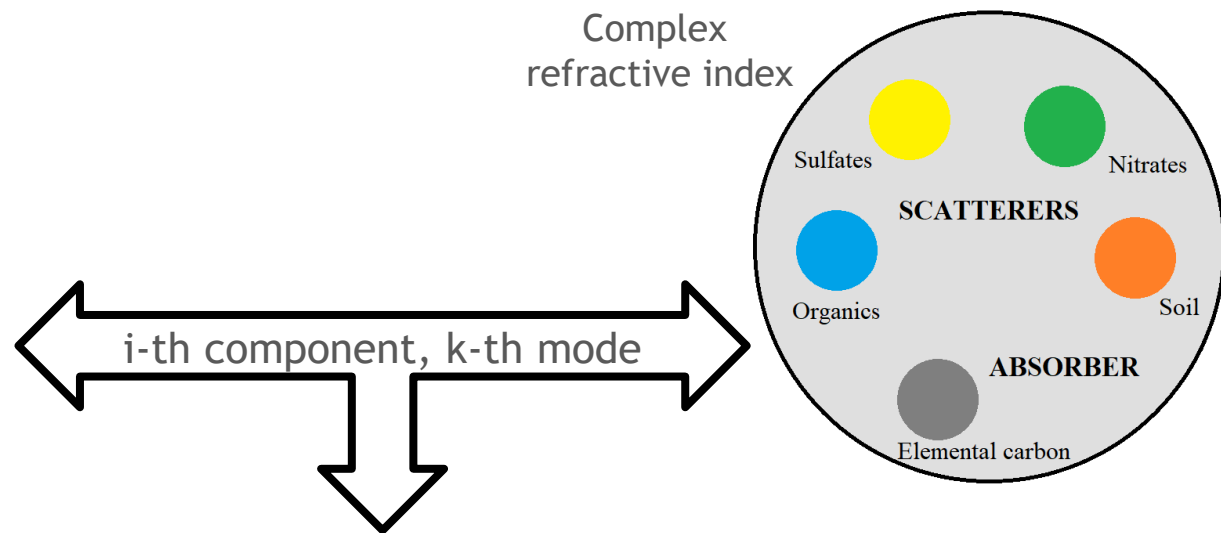 Complex
refractive index
Sulfates
Nitrates
SCATTERERS
Organics
Soil
i-th component, k-th mode
ABSORBER
Elemental carbon